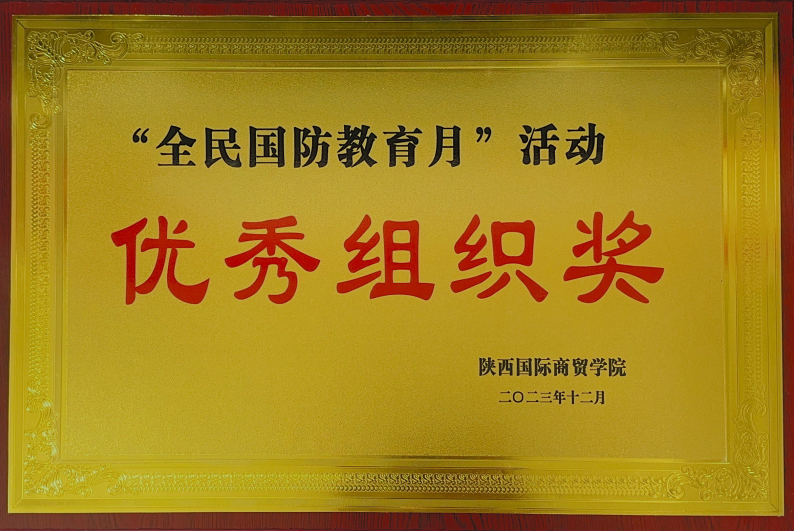 “全民国防教育月”活动
优秀组织奖
陕西国际商贸学院
二〇二三年十二月